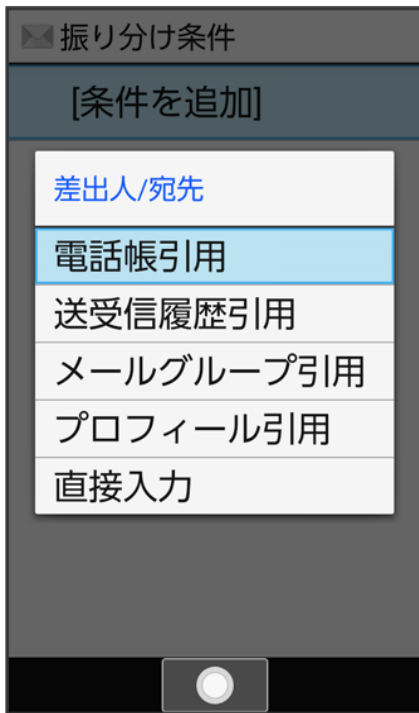 振り分け条件
[条件を追加]
差出人/宛先
電話帳引用
送受信履歴引用
メールグループ引用
プロフィール引用
直接入力